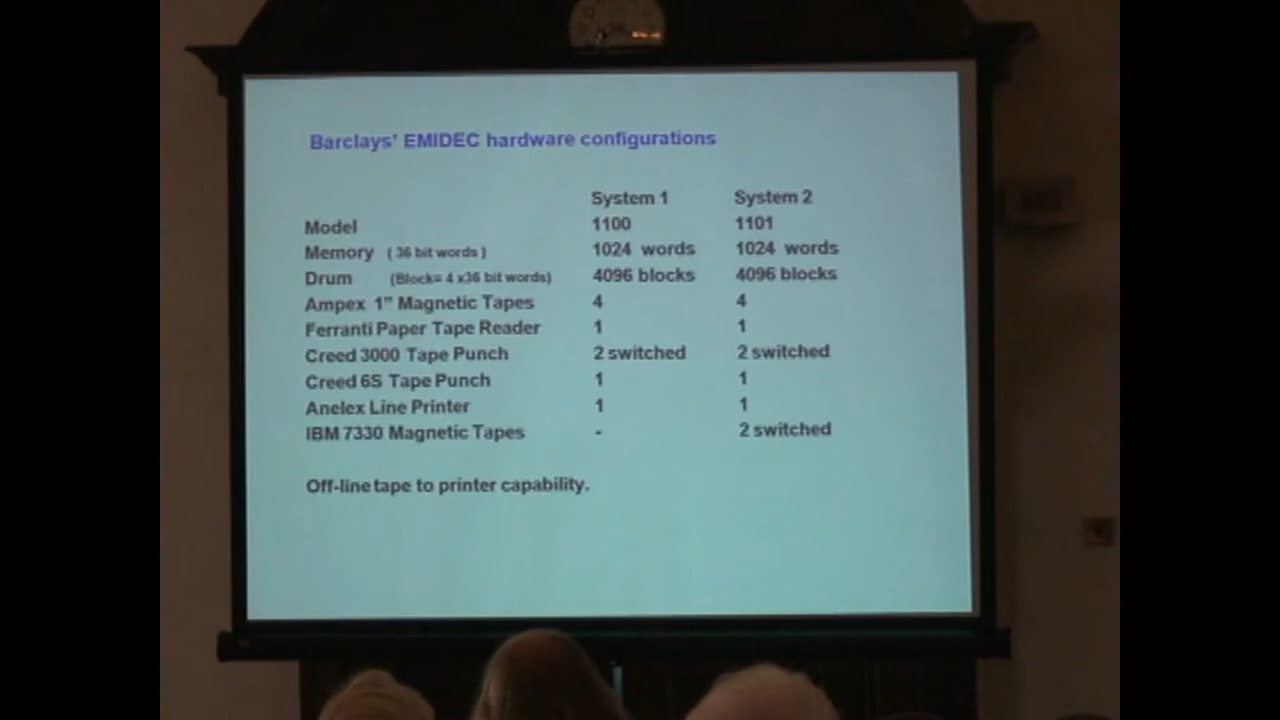 Barclays' EMIDEC hardware configurations
System 1 System 2
Model 1100 1101
Memory ( 36 bit words ) 1024 words 1024 words
Drum (Block= 4 x36 bit words) 4096 blocks 4096 blocks
Ampex 1" Magnetic Tapes 4 4
Ferranti Paper Tape Reader 1 1
Creed 3000 Tape Punch 2 switched 2 switched
Creed 6S Tape Punch 1 1
Anelex Line Printer 1 1
IBM 7330 Magnetic Tapes - 2 switched
Off-line tape to printer capability.